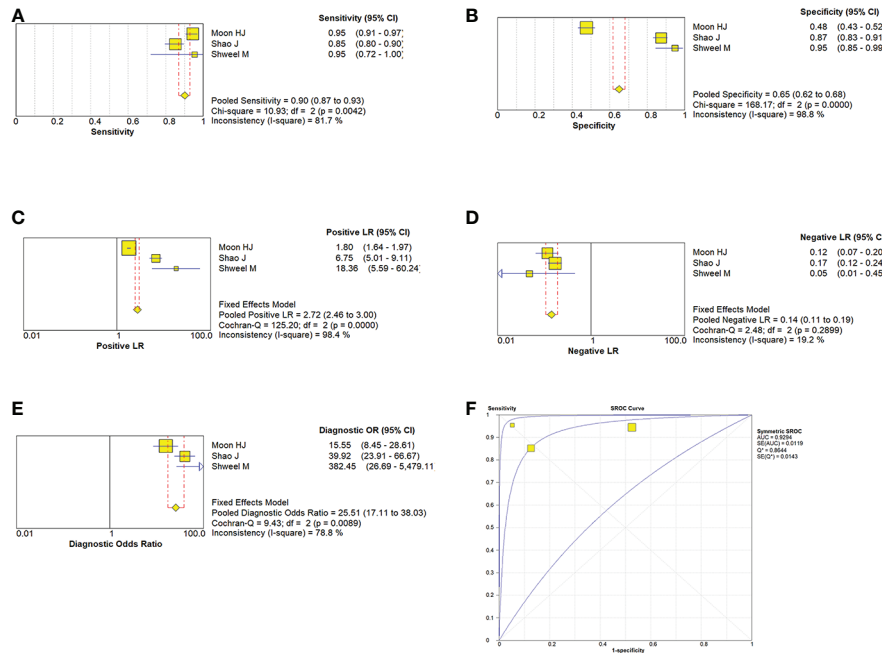 A
Sensitivity (95% CI)
Moon HJ 0.95 (0.91 - 0.97)
Shao J 0.85 (0.80 - 0.90)
Shweel M 0.95 (0.72 - 1.00)
Pooled Sensitivity = 0.90 (0.87 to 0.93)
Chi-square = 10.93; df = 2 (p = 0.0042)
Inconsistency (I-square) = 81.7 %
0 0.2 0.4 0.6 0.8 1
Sensitivity
B
Specificity (95% CI)
Moon HJ 0.48 (0.43 - 0.52
Shao J 0.87 (0.83 - 0.91
Shweel M 0.95 (0.85 - 0.99
Pooled Specificity = 0.65 (0.62 to 0.68)
Chi-square = 168.17; df = 2 (p = 0.0000)
Inconsistency (I-square) = 98.8 %
0 0.2 0.4 0.6 0.8 1
Specificity
C
Positive LR (95% CI)
Moon HJ 1.80 (1.64 - 1.97)
Shao J 6.75 (5.01 - 9.11)
Shweel M 18.36 (5.59 - 60.24)
Fixed Effects Model
Pooled Positive LR = 2.72 (2.46 to 3.00)
Cochran-Q = 125.20; df = 2 (p = 0.0000)
Inconsistency (I-square) = 98.4 %
0.01 1 100.0
Positive LR
D
Negative LR (95% C
Moon HJ 0.12 (0.07 - 0.20
Shao J 0.17 (0.12 - 0.24
Shweel M 0.05 (0.01 - 0.45
Fixed Effects Model
Pooled Negative LR = 0.14 (0.11 to 0.19)
Cochran-Q = 2.48; df = 2 (p = 0.2899)
Inconsistency (I-square) = 19.2 %
0.01 1 100.0
Negative LR
E
Diagnostic OR (95% CI)
Moon HJ 15.55 (8.45 - 28.61)
Shao J 39.92 (23.91 - 66.67)
Shweel M 382.45 (26.69 - 5,479.11
Fixed Effects Model
Pooled Diagnostic Odds Ratio = 25.51 (17.11 to 38.03)
Cochran-Q = 9.43; df = 2 (p = 0.0089)
Inconsistency (I-square) = 78.8 %
0.01 1 100.0
Diagnostic Odds Ratio
F
Sensitivity SROC Curve
1
0.9
0.8
0.7
0.6
0.5
0.4
0.3
0.2
0.1
0
Symmetric SROC
AUC = 0.9294
SE(AUC) = 0.0119
Q* = 0.8644
SE(Q*) = 0.0143
0 0.2 0.4 0.6 0.8 1
1-specificity